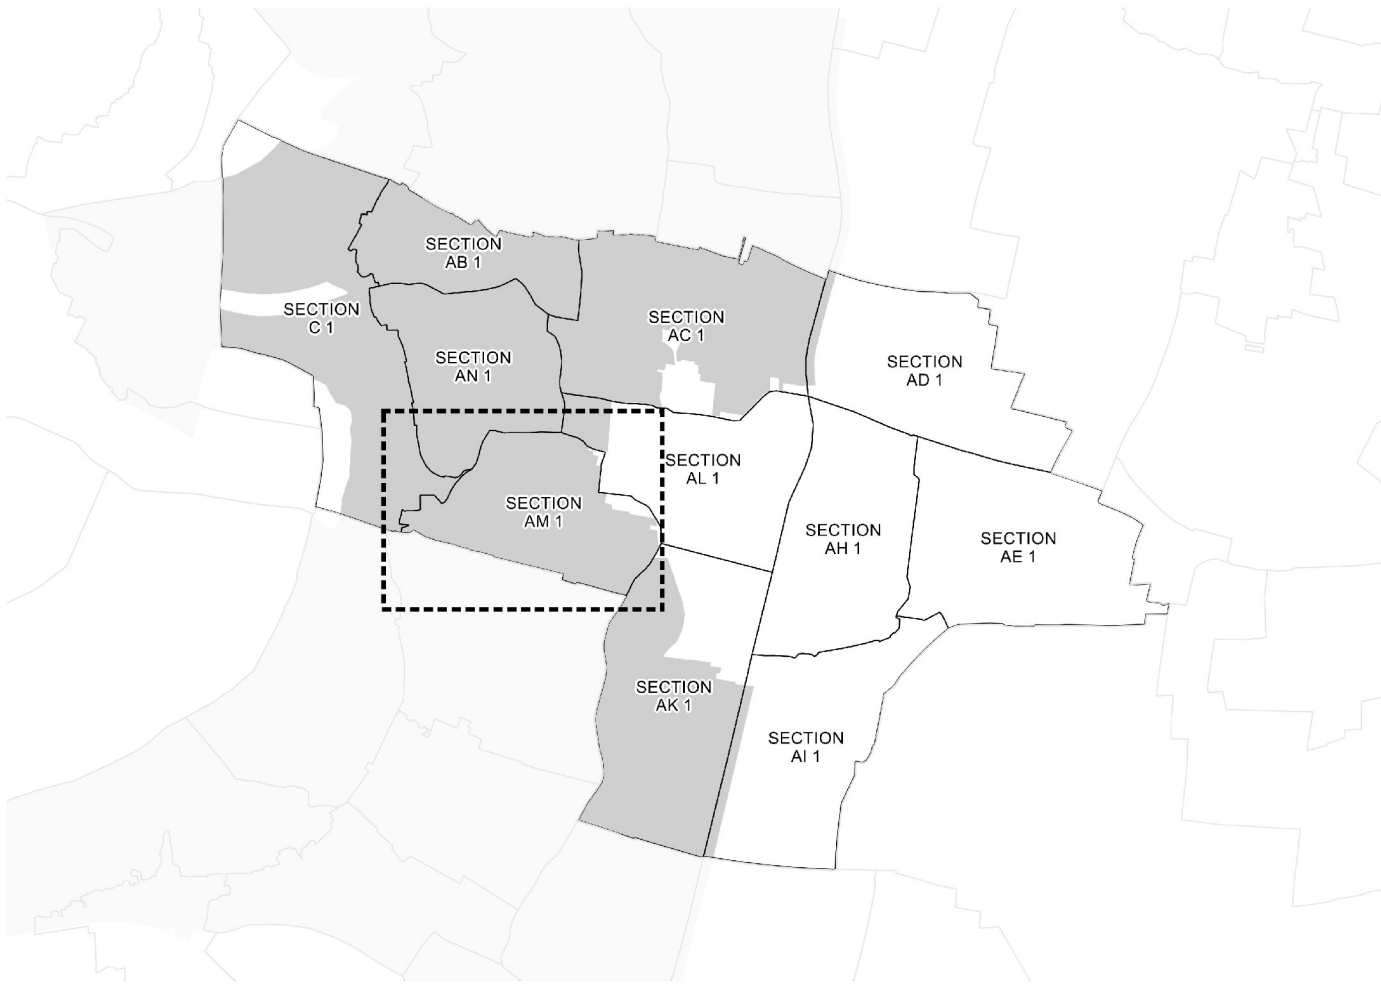 SECTION
AB 1
SECTION
C 1
SECTION
AC 1
SECTION
AN 1
SECTION
AD 1
SECTION
AL 1
SECTION
AM 1
SECTION
AH 1
SECTION
AE 1
SECTION
AK 1
SECTION
AI 1